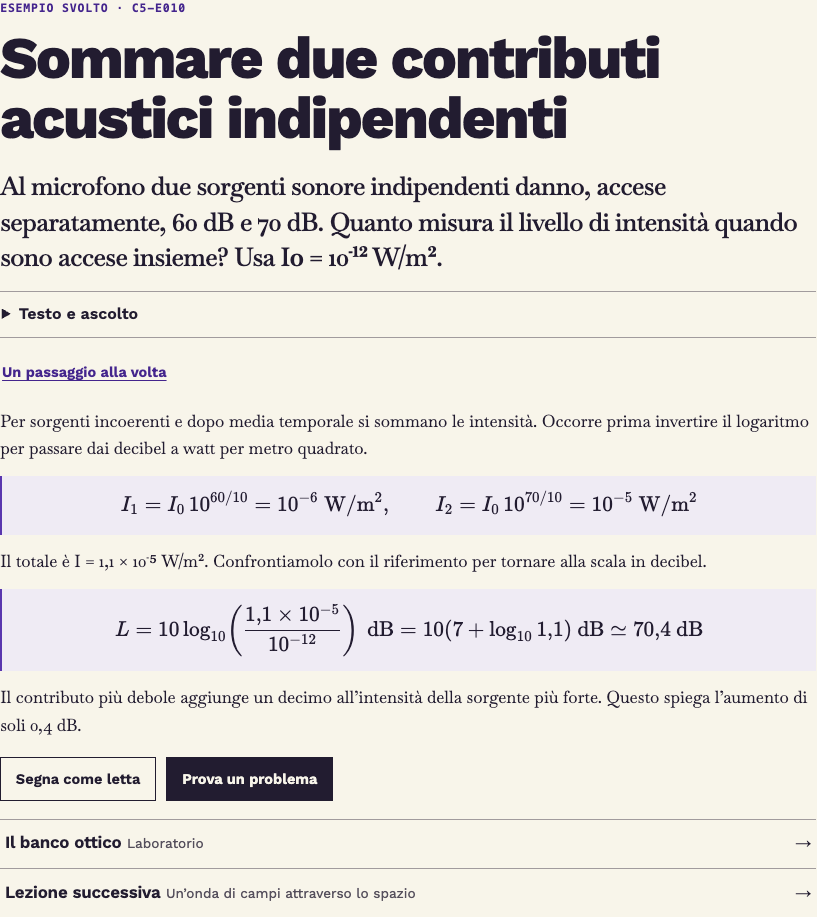 ESEMPIO SVOLTO · C5-E010
Sommare due contributi
acustici indipendenti
Al microfono due sorgenti sonore indipendenti danno, accese
separatamente, 60 dB e 70 dB. Quanto misura il livello di intensità quando
sono accese insieme? Usa I0 = 10⁻¹² W/m².
▶ Testo e ascolto
Un passaggio alla volta
Per sorgenti incoerenti e dopo media temporale si sommano le intensità. Occorre prima invertire il logaritmo
per passare dai decibel a watt per metro quadrato.
I₁ = I₀ 10^{60/10} = 10⁻⁶ W/m², I₂ = I₀ 10^{70/10} = 10⁻⁵ W/m²
Il totale è I = 1,1 × 10⁻⁵ W/m². Confrontiamolo con il riferimento per tornare alla scala in decibel.
L = 10 log₁₀(1,1 × 10⁻⁵ / 10⁻¹²) dB = 10(7 + log₁₀ 1,1) dB ≃ 70,4 dB
Il contributo più debole aggiunge un decimo all’intensità della sorgente più forte. Questo spiega l’aumento di
soli 0,4 dB.
Segna come letta Prova un problema
Il banco ottico Laboratorio →
Lezione successiva Un’onda di campi attraverso lo spazio →